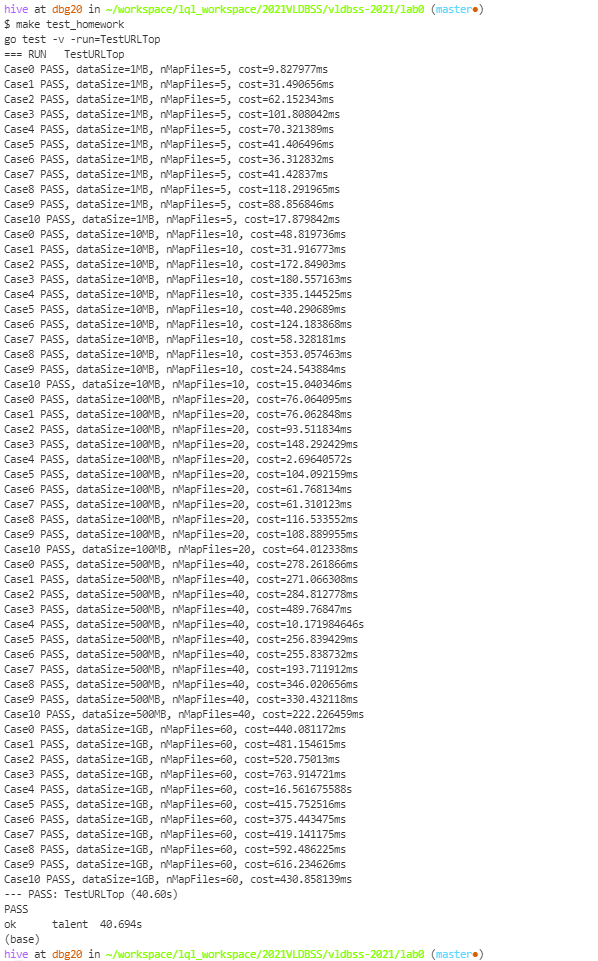 hive at dbg20 in ~/workspace/lql_workspace/2021VLDBSS/vldbss-2021/lab0 (master●)
$ make test_homework
go test -v -run=TestURLTop
=== RUN   TestURLTop
Case0 PASS, dataSize=1MB, nMapFiles=5, cost=9.827977ms
Case1 PASS, dataSize=1MB, nMapFiles=5, cost=31.490656ms
Case2 PASS, dataSize=1MB, nMapFiles=5, cost=62.152343ms
Case3 PASS, dataSize=1MB, nMapFiles=5, cost=101.808042ms
Case4 PASS, dataSize=1MB, nMapFiles=5, cost=70.321389ms
Case5 PASS, dataSize=1MB, nMapFiles=5, cost=41.406496ms
Case6 PASS, dataSize=1MB, nMapFiles=5, cost=36.312832ms
Case7 PASS, dataSize=1MB, nMapFiles=5, cost=41.42837ms
Case8 PASS, dataSize=1MB, nMapFiles=5, cost=118.291965ms
Case9 PASS, dataSize=1MB, nMapFiles=5, cost=88.856846ms
Case10 PASS, dataSize=1MB, nMapFiles=5, cost=17.879842ms
Case0 PASS, dataSize=10MB, nMapFiles=10, cost=48.819736ms
Case1 PASS, dataSize=10MB, nMapFiles=10, cost=31.916773ms
Case2 PASS, dataSize=10MB, nMapFiles=10, cost=172.84903ms
Case3 PASS, dataSize=10MB, nMapFiles=10, cost=180.557163ms
Case4 PASS, dataSize=10MB, nMapFiles=10, cost=335.144525ms
Case5 PASS, dataSize=10MB, nMapFiles=10, cost=40.290689ms
Case6 PASS, dataSize=10MB, nMapFiles=10, cost=124.183868ms
Case7 PASS, dataSize=10MB, nMapFiles=10, cost=58.328181ms
Case8 PASS, dataSize=10MB, nMapFiles=10, cost=353.057463ms
Case9 PASS, dataSize=10MB, nMapFiles=10, cost=24.543884ms
Case10 PASS, dataSize=10MB, nMapFiles=10, cost=15.040346ms
Case0 PASS, dataSize=100MB, nMapFiles=20, cost=76.064095ms
Case1 PASS, dataSize=100MB, nMapFiles=20, cost=76.062848ms
Case2 PASS, dataSize=100MB, nMapFiles=20, cost=93.511834ms
Case3 PASS, dataSize=100MB, nMapFiles=20, cost=148.292429ms
Case4 PASS, dataSize=100MB, nMapFiles=20, cost=2.69640572s
Case5 PASS, dataSize=100MB, nMapFiles=20, cost=104.092159ms
Case6 PASS, dataSize=100MB, nMapFiles=20, cost=61.768134ms
Case7 PASS, dataSize=100MB, nMapFiles=20, cost=61.310123ms
Case8 PASS, dataSize=100MB, nMapFiles=20, cost=116.533552ms
Case9 PASS, dataSize=100MB, nMapFiles=20, cost=108.889955ms
Case10 PASS, dataSize=100MB, nMapFiles=20, cost=64.012338ms
Case0 PASS, dataSize=500MB, nMapFiles=40, cost=278.261866ms
Case1 PASS, dataSize=500MB, nMapFiles=40, cost=271.066308ms
Case2 PASS, dataSize=500MB, nMapFiles=40, cost=284.812778ms
Case3 PASS, dataSize=500MB, nMapFiles=40, cost=489.76847ms
Case4 PASS, dataSize=500MB, nMapFiles=40, cost=10.171984646s
Case5 PASS, dataSize=500MB, nMapFiles=40, cost=256.839429ms
Case6 PASS, dataSize=500MB, nMapFiles=40, cost=255.838732ms
Case7 PASS, dataSize=500MB, nMapFiles=40, cost=193.711912ms
Case8 PASS, dataSize=500MB, nMapFiles=40, cost=346.020656ms
Case9 PASS, dataSize=500MB, nMapFiles=40, cost=330.432118ms
Case10 PASS, dataSize=500MB, nMapFiles=40, cost=222.226459ms
Case0 PASS, dataSize=1GB, nMapFiles=60, cost=440.081172ms
Case1 PASS, dataSize=1GB, nMapFiles=60, cost=481.154615ms
Case2 PASS, dataSize=1GB, nMapFiles=60, cost=520.75013ms
Case3 PASS, dataSize=1GB, nMapFiles=60, cost=763.914721ms
Case4 PASS, dataSize=1GB, nMapFiles=60, cost=16.561675588s
Case5 PASS, dataSize=1GB, nMapFiles=60, cost=415.752516ms
Case6 PASS, dataSize=1GB, nMapFiles=60, cost=375.443475ms
Case7 PASS, dataSize=1GB, nMapFiles=60, cost=419.141175ms
Case8 PASS, dataSize=1GB, nMapFiles=60, cost=592.486225ms
Case9 PASS, dataSize=1GB, nMapFiles=60, cost=616.234626ms
Case10 PASS, dataSize=1GB, nMapFiles=60, cost=430.858139ms
--- PASS: TestURLTop (40.60s)
PASS
ok      talent  40.694s
(base)
hive at dbg20 in ~/workspace/lql_workspace/2021VLDBSS/vldbss-2021/lab0 (master●)